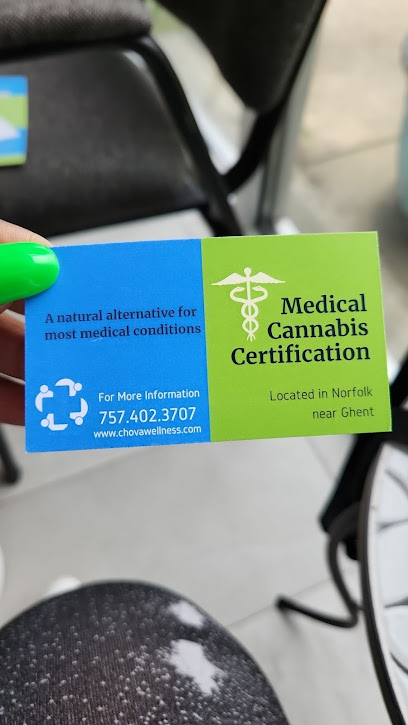 A natural alternative for
most medical conditions
For More Information
757.402.3707
www.chovawellness.com
Medical
Cannabis
Certification
Located in Norfolk
near Ghent